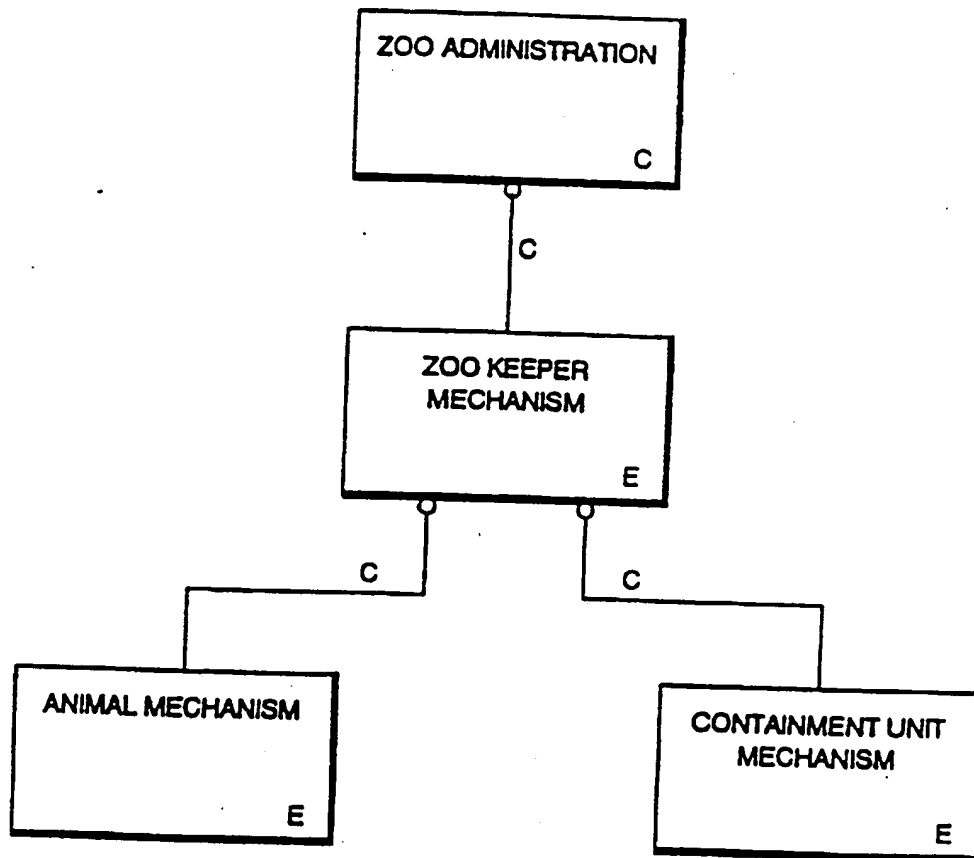 ZOO ADMINISTRATION
C
C
ZOO KEEPER
MECHANISM
E
C
C
ANIMAL MECHANISM
E
CONTAINMENT UNIT
MECHANISM
E